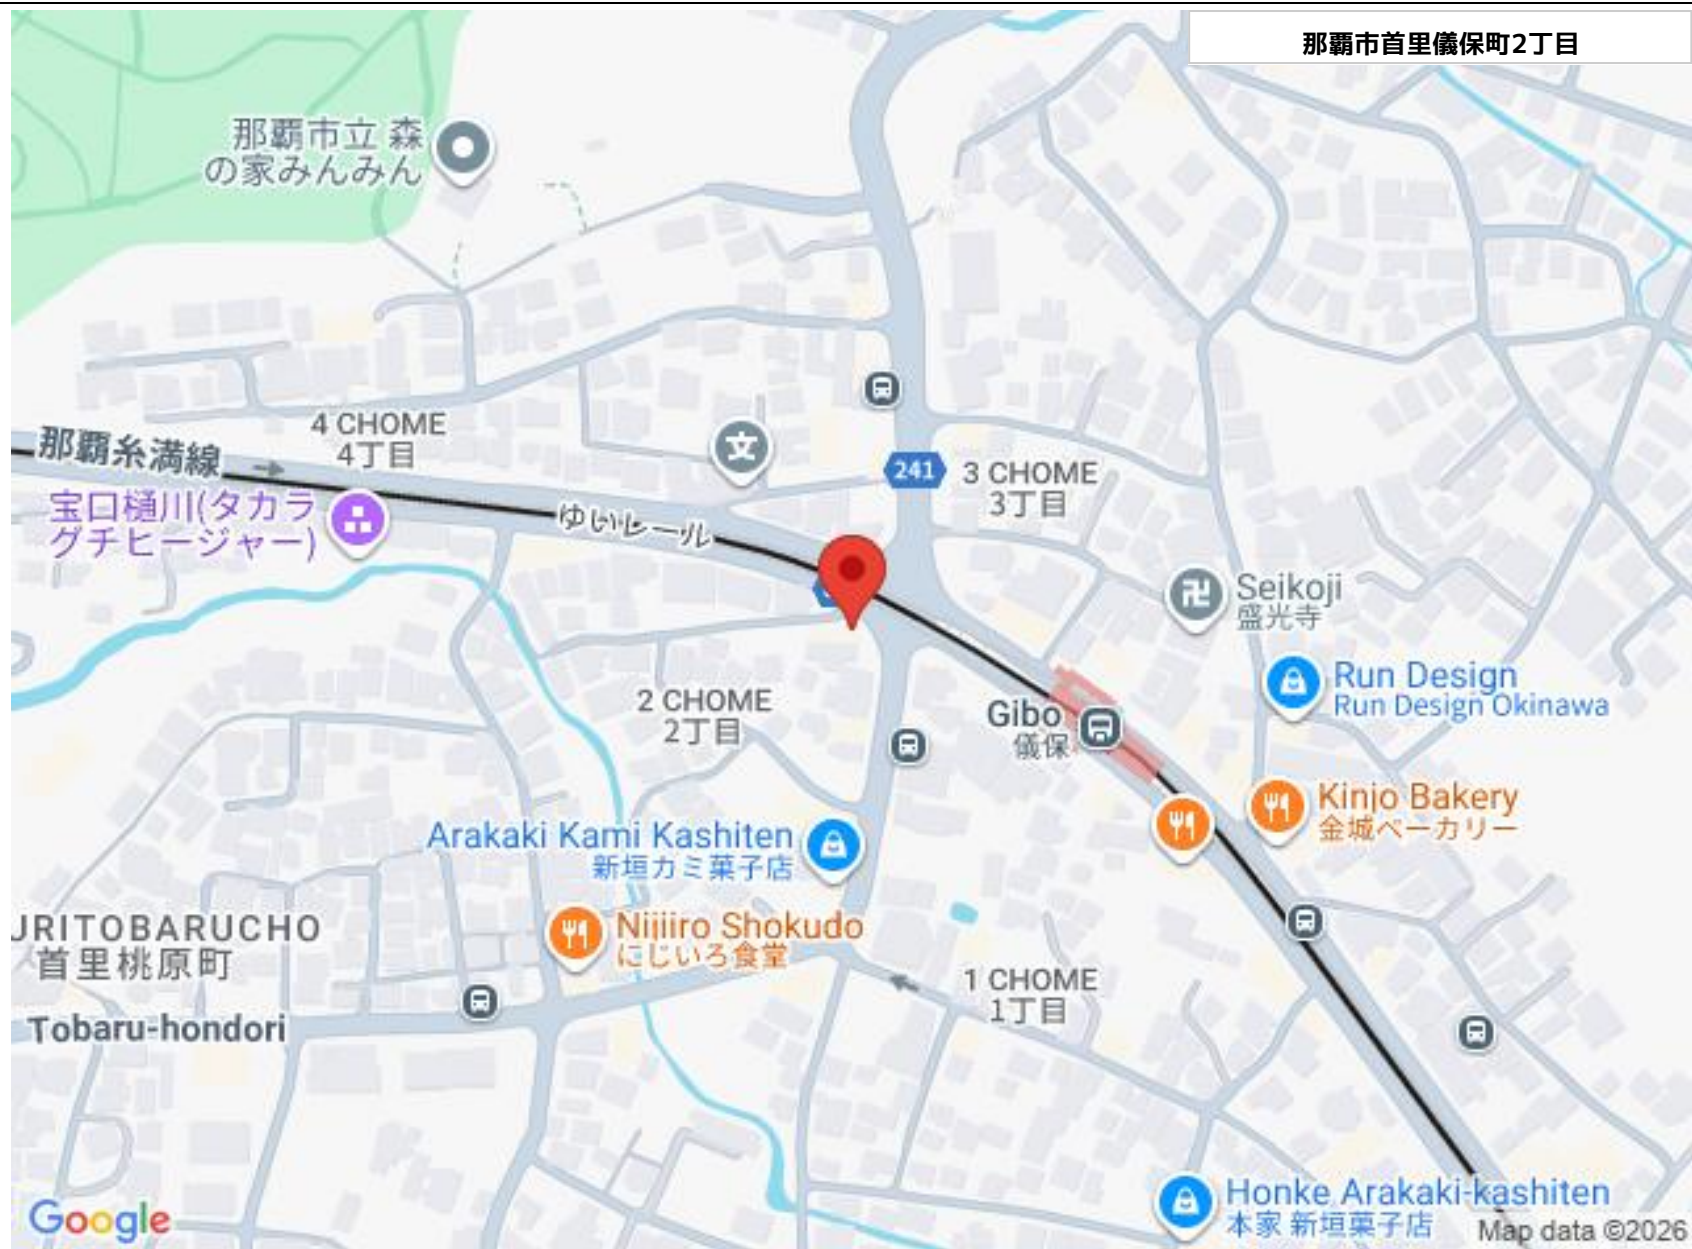 那覇市首里儀保町2丁目
那覇市立 森
の家みんみん
4 CHOME
4丁目
那覇糸満線
宝口樋川(タカラ
グチヒージャー)
ゆいレール
文
241
3 CHOME
3丁目
卍
Seikoji
盛光寺
Run Design
Run Design Okinawa
2 CHOME
2丁目
Gibo
儀保
Kinjo Bakery
金城ベーカリー
Arakaki Kami Kashiten
新垣カミ菓子店
Nijiiro Shokudo
にじいろ食堂
URITOBARUCHO
首里桃原町
1 CHOME
1丁目
Tobaru-hondori
Honke Arakaki-kashiten
本家 新垣菓子店
Google
Map data ©2026